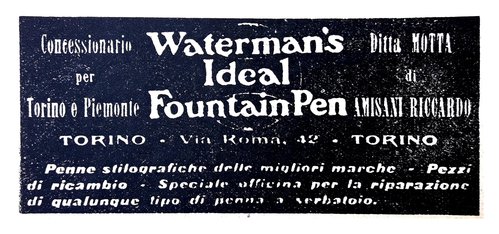 Concessionario
per
Torino e Piemonte
Waterman's
Ideal
Fountain Pen
Ditta MOTTA
di
AMISANI RICCARDO
TORINO - Via Roma, 42 - TORINO
Penne stilografiche delle migliori marche - Pezzi
di ricambio - Speciale officina per la riparazione
di qualunque tipo di penna a serbatoio.